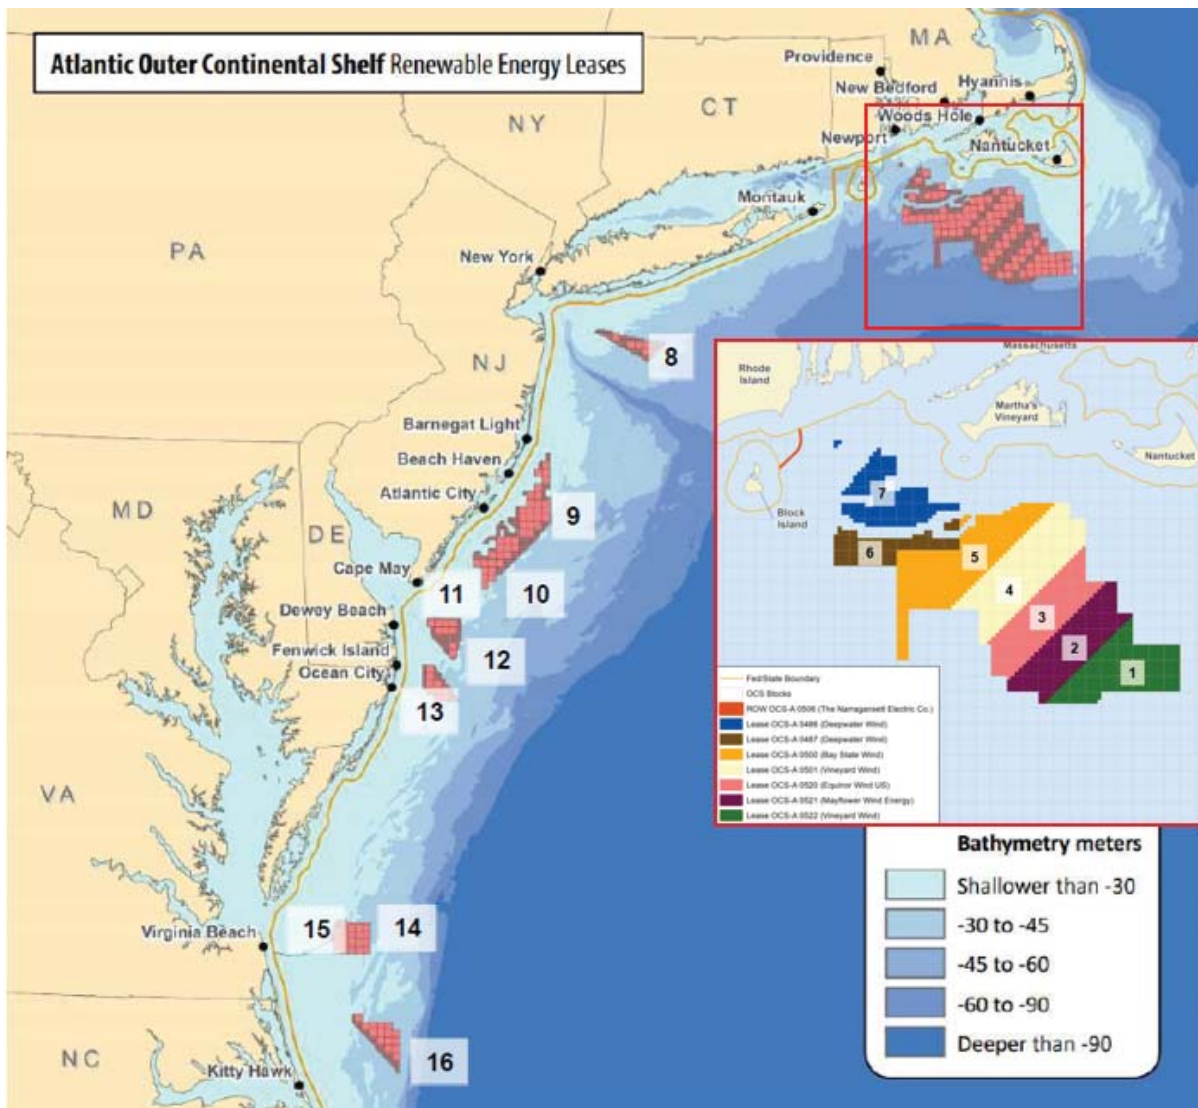 Atlantic Outer Continental Shelf Renewable Energy Leases
MA
Providence
New Bedford
Hyannis
CT
Woods Hole
NY
Newport
Nantucket
Montauk
PA
New York
8
NJ
Massachusetts
Rhode
Island
Martha's
Vineyard
Nantucket
Barnegat Light
Beach Haven
Atlantic City
7
Block
Island
MD
9
DE
6
5
Cape May
4
11
10
3
Dewey Beach
2
Fenwick Island
12
1
Ocean City
13
Fed/State Boundary
OCS Blocks
ROW OCS-A 0506 (The Narragansett Electric Co.)
Lease OCS-A 0486 (Deepwater Wind)
Lease OCS-A 0487 (Deepwater Wind)
Lease OCS-A 0500 (Bay State Wind)
Lease OCS-A 0501 (Vineyard Wind)
Lease OCS-A 0520 (Equinor Wind US)
Lease OCS-A 0521 (Mayflower Wind Energy)
Lease OCS-A 0522 (Vineyard Wind)
VA
Bathymetry meters
Shallower than -30
-30 to -45
-45 to -60
-60 to -90
Deeper than -90
Virginia Beach
15
14
NC
Kitty Hawk
16